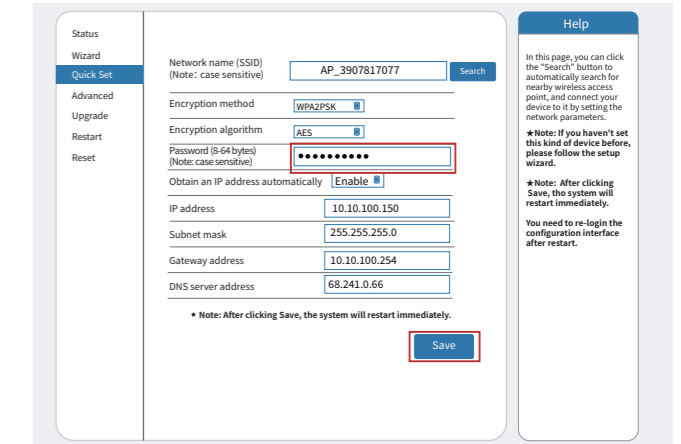 Status
Wizard
Quick Set
Advanced
Upgrade
Restart
Reset
Network name (SSID)
(Note: case sensitive)
AP_3907817077
Search
Encryption method
WPA2PSK
Encryption algorithm
AES
Password (8-64 bytes)
(Note: case sensitive)
●●●●●●●●●●
Obtain an IP address automatically
Enable
IP address
10.10.100.150
Subnet mask
255.255.255.0
Gateway address
10.10.100.254
DNS server address
68.241.0.66
★ Note: After clicking Save, the system will restart immediately.
Save
Help
In this page, you can click
the "Search" button to
automatically search for
nearby wireless access
point, and connect your
device to it by setting the
network parameters.
★Note: If you haven't set
this kind of device before,
please follow the setup
wizard.
★Note: After clicking
Save, tho system will
restart immediately.
You need to re-login the
configuration interface
after restart.